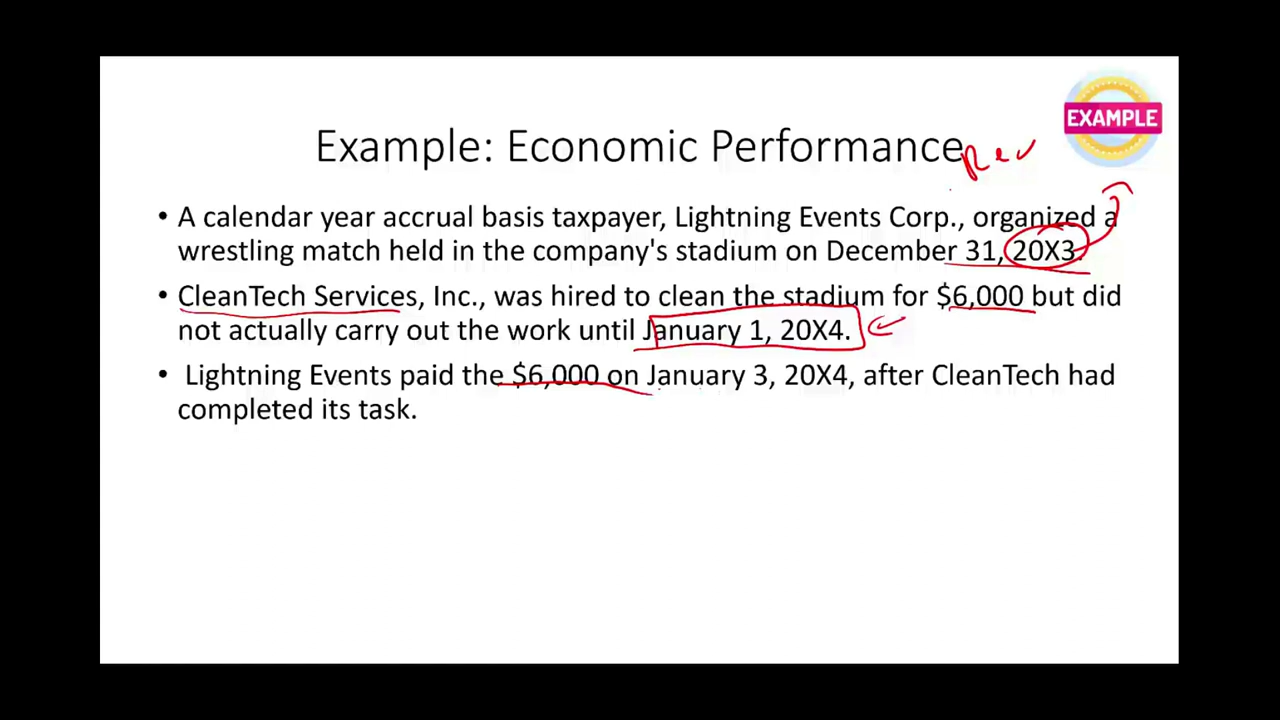 EXAMPLE
Example: Economic Performance
Rev
• A calendar year accrual basis taxpayer, Lightning Events Corp., organized a
wrestling match held in the company's stadium on December 31, 20X3.
• CleanTech Services, Inc., was hired to clean the stadium for $6,000 but did
not actually carry out the work until January 1, 20X4.
• Lightning Events paid the $6,000 on January 3, 20X4, after CleanTech had
completed its task.